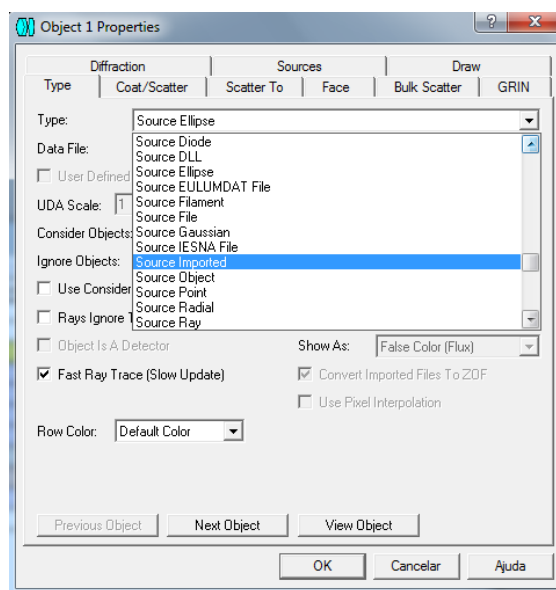 Object 1 Properties
Diffraction Sources Draw
Type Coat/Scatter Scatter To Face Bulk Scatter GRIN
Type: Source Ellipse
Data File:
Source Diode
Source DLL
Source Ellipse
User Defined
Source EULUMDAT File
Source Filament
UDA Scale: 1
Source File
Consider Objects:
Source Gaussian
Source IESNA File
Ignore Objects:
Source Imported
Source Object
Use Consider
Source Point
Source Radial
Rays Ignore
Source Ray
Object Is A Detector Show As: False Color (Flux)
Fast Ray Trace (Slow Update) Convert Imported Files To ZOF
Use Pixel Interpolation
Row Color: Default Color
Previous Object Next Object View Object
OK Cancelar Ajuda